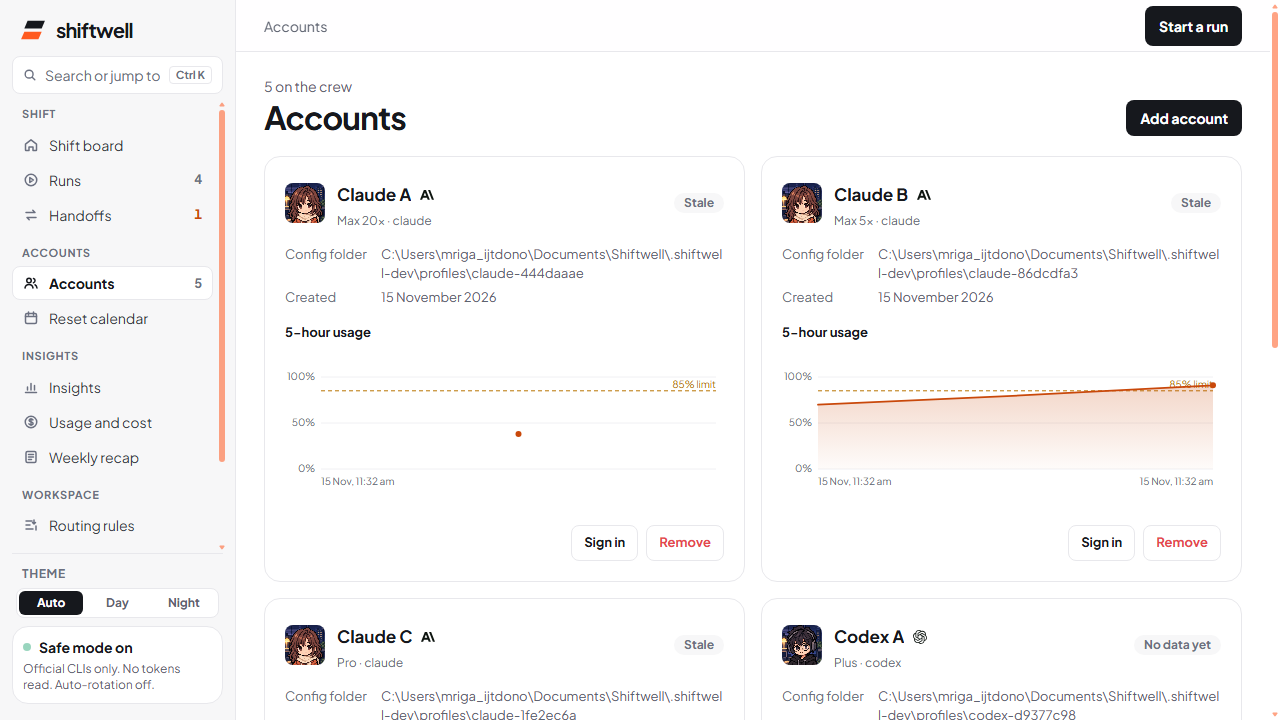 shiftwell
Search or jump to
Ctrl K
SHIFT
Shift board
Runs 4
Handoffs 1
ACCOUNTS
Accounts 5
Reset calendar
INSIGHTS
Insights
Usage and cost
Weekly recap
WORKSPACE
Routing rules
THEME
Auto Day Night
Safe mode on
Official CLIs only. No tokens
read. Auto-rotation off.
Accounts
Start a run
5 on the crew
Accounts
Add account
Claude A
Max 20× · claude
Stale
Config folder
C:\Users\mriga_ijtdono\Documents\Shiftwell\.shiftwel
l-dev\profiles\claude-444daaae
Created 15 November 2026
5-hour usage
100%
85% limit
50%
0%
15 Nov, 11:32 am
Sign in Remove
Claude B
Max 5× · claude
Stale
Config folder
C:\Users\mriga_ijtdono\Documents\Shiftwell\.shiftwel
l-dev\profiles\claude-86dcdfa3
Created 15 November 2026
5-hour usage
100%
85% limit
50%
0%
15 Nov, 11:32 am 15 Nov, 11:32 am
Sign in Remove
Claude C
Pro · claude
Stale
Config folder
C:\Users\mriga_ijtdono\Documents\Shiftwell\.shiftwel
l-dev\profiles\claude-1fe2ec6a
Codex A
Plus · codex
No data yet
Config folder
C:\Users\mriga_ijtdono\Documents\Shiftwell\.shiftwel
l-dev\profiles\codex-d9377c98